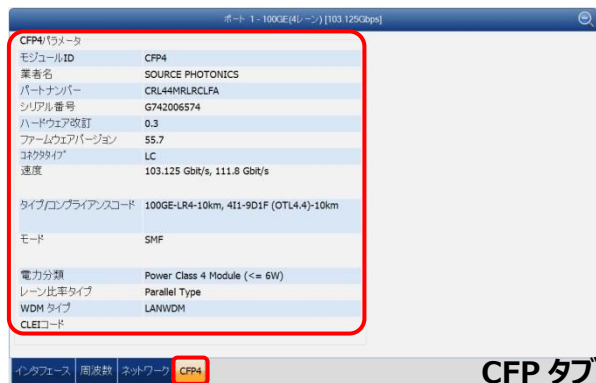 ポート 1 - 100GE(4レーン) [103.125Gbps]
CFP4パラメータ
モジュールID CFP4
業者名 SOURCE PHOTONICS
パートナンバー CRL44MRLRCLFA
シリアル番号 G742006574
ハードウェア改訂 0.3
ファームウェアバージョン 55.7
コネクタタイプ LC
速度 103.125 Gbit/s, 111.8 Gbit/s
タイプ/コンプライアンスコード 100GE-LR4-10km, 4I1-9D1F (OTL4.4)-10km
モード SMF
電力分類 Power Class 4 Module (<= 6W)
レーン比率タイプ Parallel Type
WDM タイプ LANWDM
CLEIコード
インタフェース 周波数 ネットワーク CFP4
CFP タブ